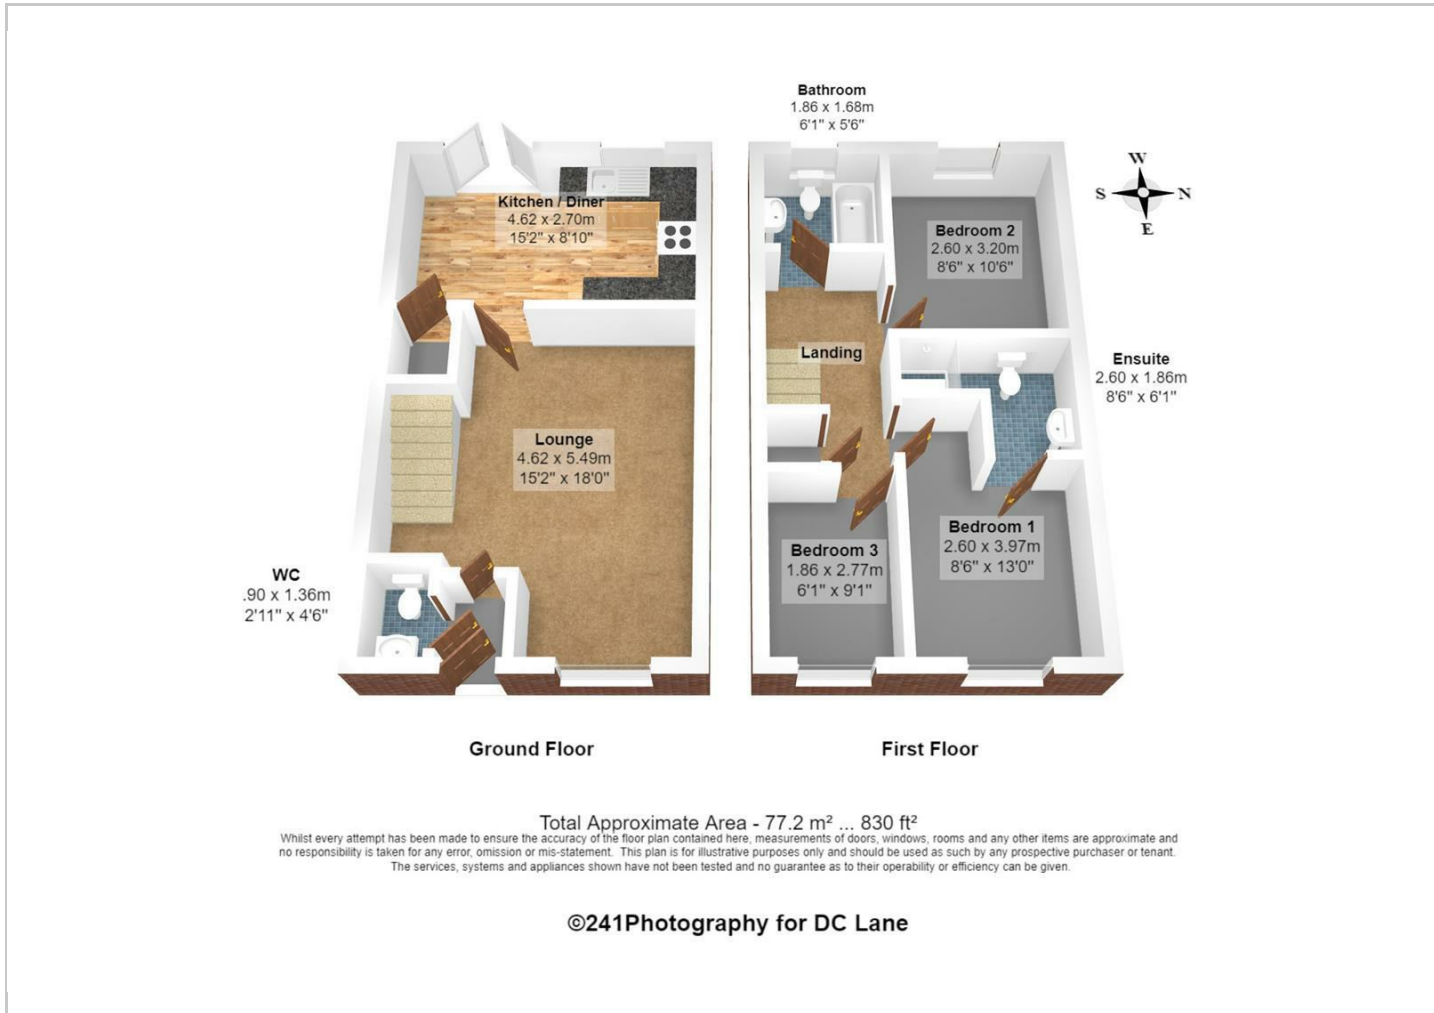 Bathroom
1.86 x 1.68m
6'1" x 5'6"
Kitchen / Diner
4.62 x 2.70m
15'2" x 8'10"
Bedroom 2
2.60 x 3.20m
8'6" x 10'6"
W
S
N
E
Landing
Ensuite
2.60 x 1.86m
8'6" x 6'1"
Lounge
4.62 x 5.49m
15'2" x 18'0"
Bedroom 1
2.60 x 3.97m
8'6" x 13'0"
Bedroom 3
1.86 x 2.77m
6'1" x 9'1"
WC
.90 x 1.36m
2'11" x 4'6"
Ground Floor
First Floor
Total Approximate Area - 77.2 m² ... 830 ft²
Whilst every attempt has been made to ensure the accuracy of the floor plan contained here, measurements of doors, windows, rooms and any other items are approximate and
no responsibility is taken for any error, omission or mis-statement. This plan is for illustrative purposes only and should be used as such by any prospective purchaser or tenant.
The services, systems and appliances shown have not been tested and no guarantee as to their operability or efficiency can be given.
©241Photography for DC Lane